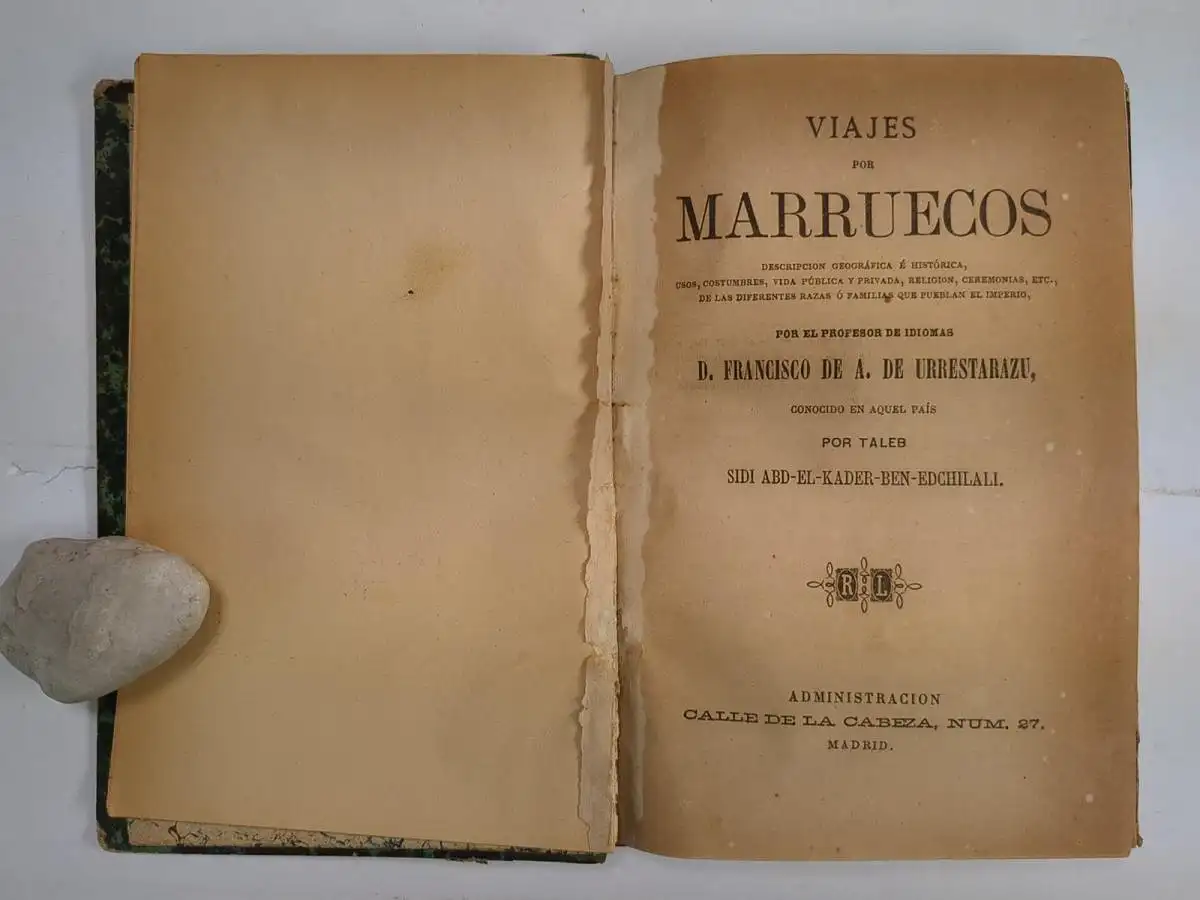 VIAJES
POR
MARRUECOS
DESCRIPCION GEOGRÁFICA É HISTÓRICA,
USOS, COSTUMBRES, VIDA PÚBLICA Y PRIVADA, RELIGION, CEREMONIAS, ETC.,
DE LAS DIFERENTES RAZAS Ó FAMILIAS QUE PUEBLAN EL IMPERIO,
POR EL PROFESOR DE IDIOMAS
D. FRANCISCO DE A. DE URRESTARAZU,
CONOCIDO EN AQUEL PAÍS
POR TALEB
SIDI ABD-EL-KADER-BEN-EDCHILALI.
R H L
ADMINISTRACION
CALLE DE LA CABEZA, NUM. 27.
MADRID.